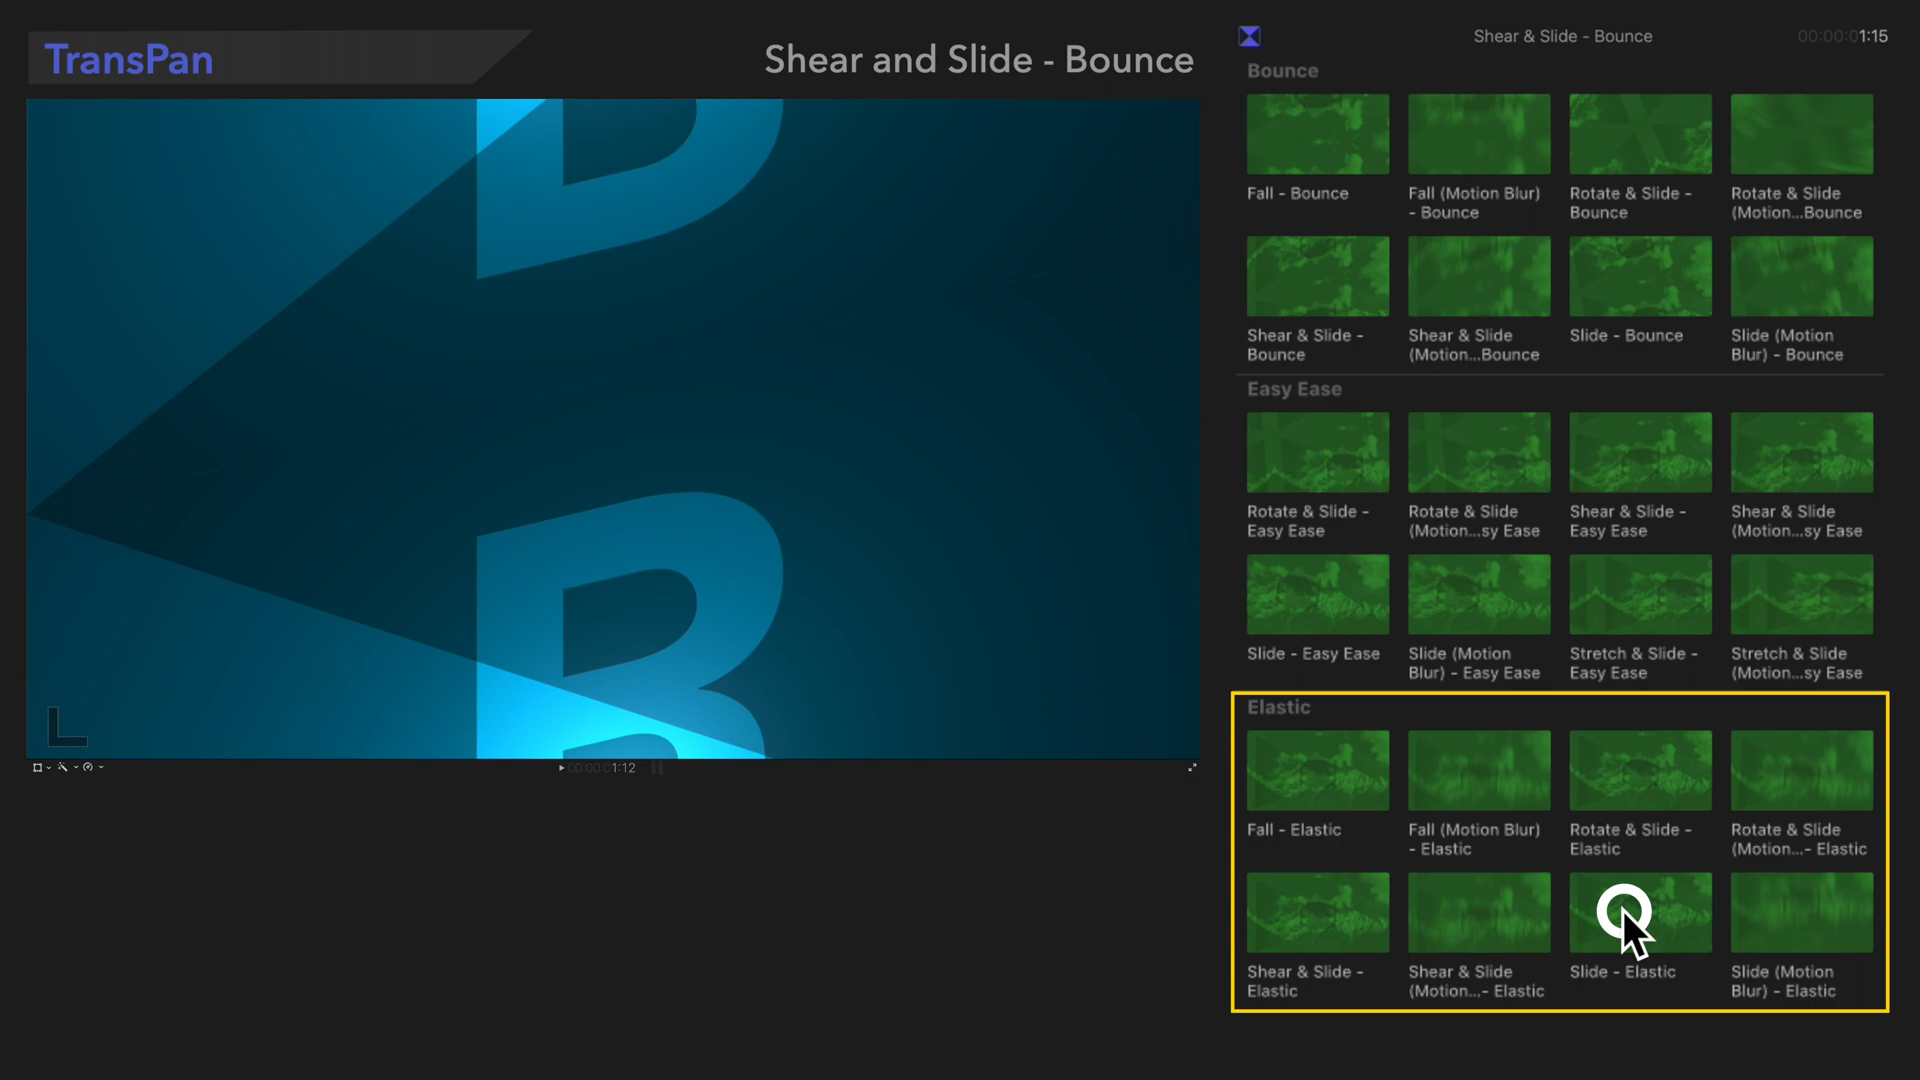 TransPan
Shear and Slide - Bounce
Shear & Slide - Bounce
00:00:01:15
Bounce
Fall - Bounce
Fall (Motion Blur)
- Bounce
Rotate & Slide -
Bounce
Rotate & Slide
(Motion...Bounce
Shear & Slide -
Bounce
Shear & Slide
(Motion...Bounce
Slide - Bounce
Slide (Motion
Blur) - Bounce
Easy Ease
Rotate & Slide -
Easy Ease
Rotate & Slide
(Motion...sy Ease
Shear & Slide -
Easy Ease
Shear & Slide
(Motion...sy Ease
Slide - Easy Ease
Slide (Motion
Blur) - Easy Ease
Stretch & Slide -
Easy Ease
Stretch & Slide
(Motion...sy Ease
Elastic
Fall - Elastic
Fall (Motion Blur)
- Elastic
Rotate & Slide -
Elastic
Rotate & Slide
(Motion...- Elastic
Shear & Slide -
Elastic
Shear & Slide
(Motion...- Elastic
Slide - Elastic
Slide (Motion
Blur) - Elastic
B
B
L
00:00:01:12